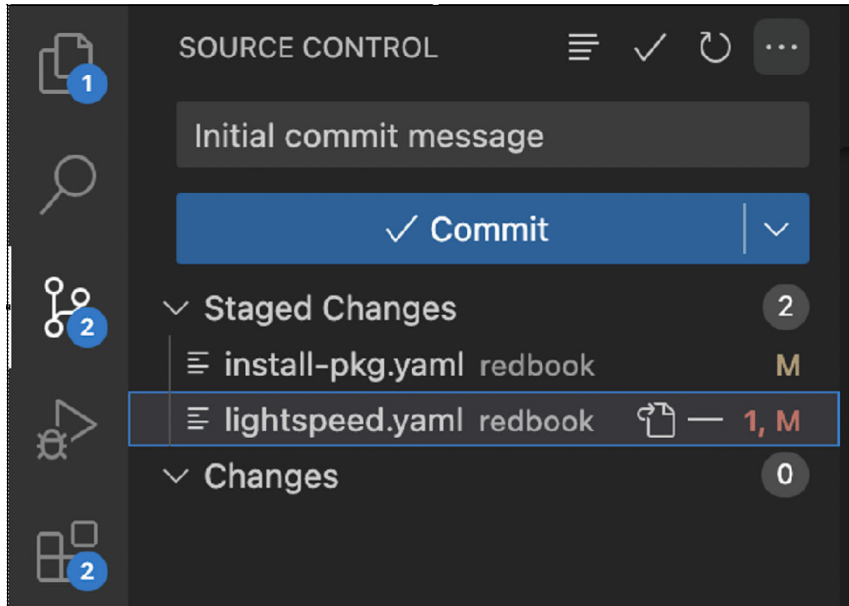 SOURCE CONTROL
1
Initial commit message
Commit
2
Staged Changes 2
install-pkg.yaml redbook M
lightspeed.yaml redbook 1, M
Changes 0
2